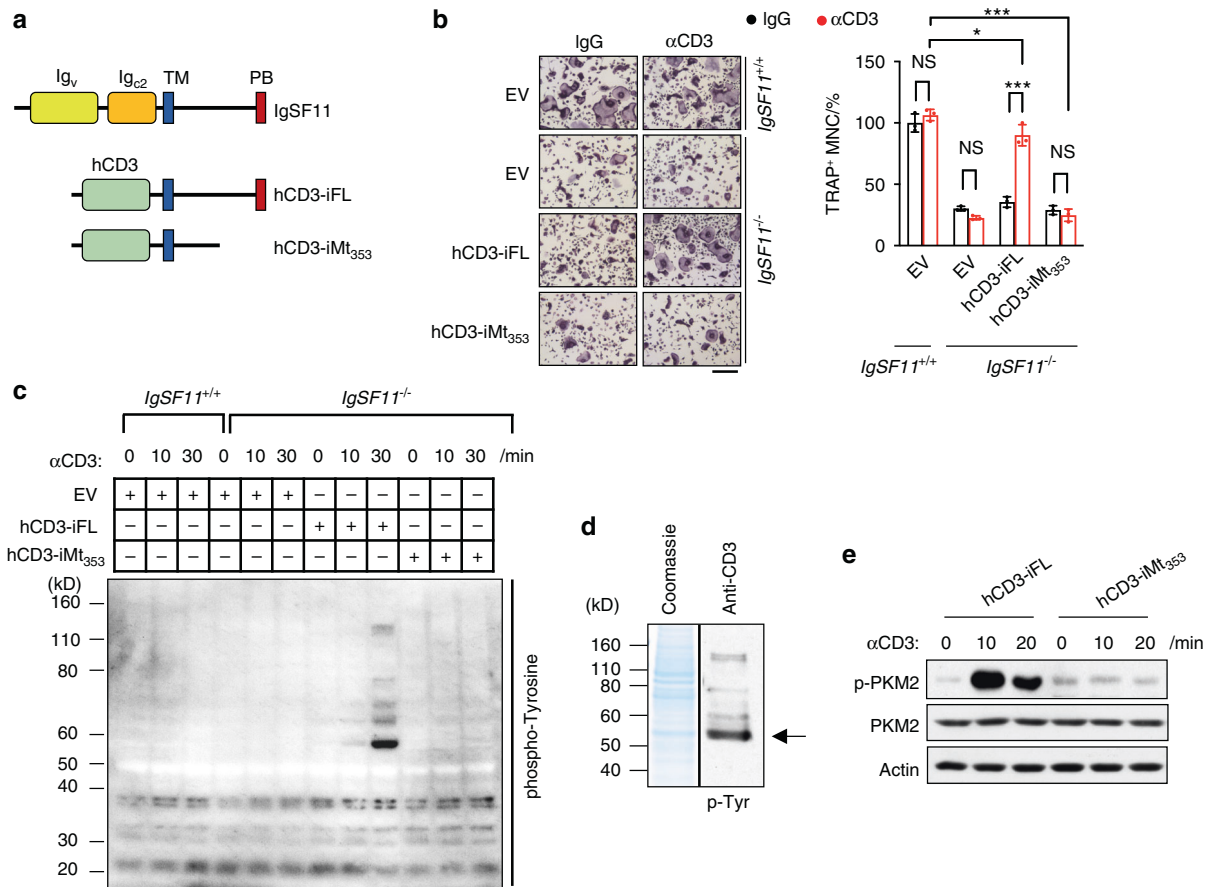 a
Igv Igc2 TM PB
IgSF11
hCD3
hCD3-iFL
hCD3-iMt353
b
IgG αCD3
EV
EV
hCD3-iFL
hCD3-iMt353
IgSF11+/+
IgSF11-/-
IgG αCD3
***
*
NS *** NS NS
TRAP+ MNC/%
150
100
50
0
EV EV hCD3-iFL hCD3-iMt353
IgSF11+/+ IgSF11-/-
c
IgSF11+/+ IgSF11-/-
αCD3: 0 10 30 0 10 30 0 10 30 0 10 30 /min
EV + + + + + + – – – – – –
hCD3-iFL – – – – – – + + + – – –
hCD3-iMt353 – – – – – – – – – + + +
(kD)
160
110
80
60
50
40
30
20
phospho-Tyrosine
d
Coomassie Anti-CD3
(kD)
160
110
80
60
50
40
p-Tyr
e
hCD3-iFL hCD3-iMt353
αCD3: 0 10 20 0 10 20 /min
p-PKM2
PKM2
Actin